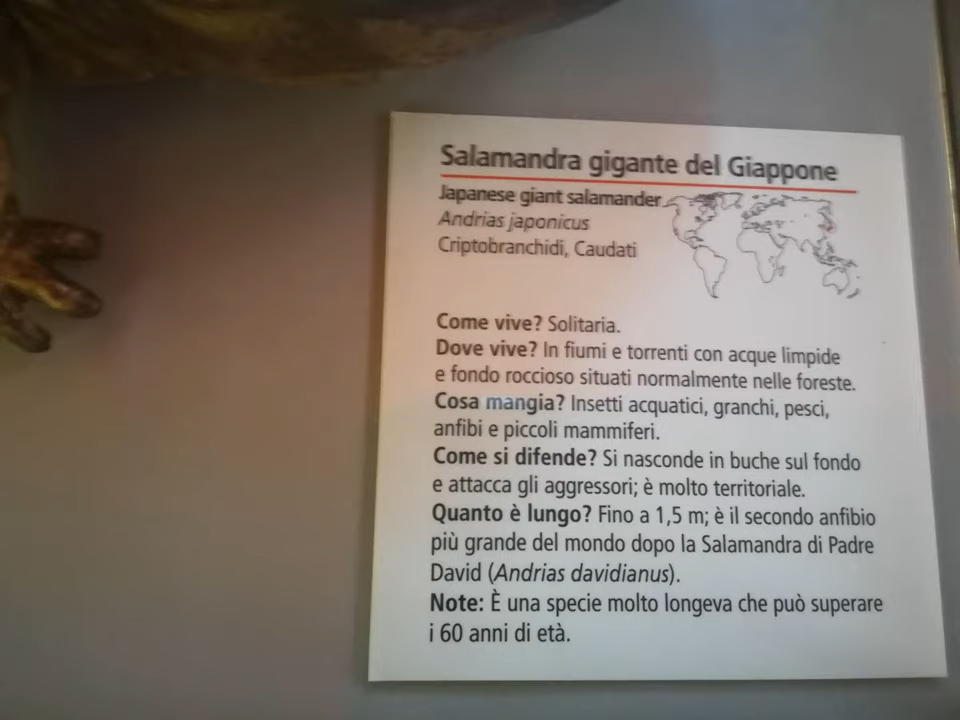 Salamandra gigante del Giappone
Japanese giant salamander
Andrias japonicus
Criptobranchidi, Caudati
Come vive? Solitaria.
Dove vive? In fiumi e torrenti con acque limpide
e fondo roccioso situati normalmente nelle foreste.
Cosa mangia? Insetti acquatici, granchi, pesci,
anfibi e piccoli mammiferi.
Come si difende? Si nasconde in buche sul fondo
e attacca gli aggressori; è molto territoriale.
Quanto è lungo? Fino a 1,5 m; è il secondo anfibio
più grande del mondo dopo la Salamandra di Padre
David (Andrias davidianus).
Note: È una specie molto longeva che può superare
i 60 anni di età.